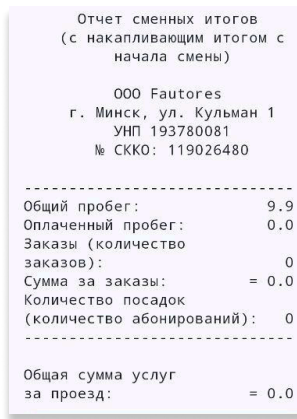 Отчет сменных итогов
(с накапливающим итогом с
начала смены)
ООО Fautores
г. Минск, ул. Кульман 1
УНП 193780081
№ СККО: 119026480
------------------------------
Общий пробег: 9.9
Оплаченный пробег: 0.0
Заказы (количество
заказов): 0
Сумма за заказы: = 0.0
Количество посадок
(количество абонирований): 0
------------------------------
Общая сумма услуг
за проезд: = 0.0